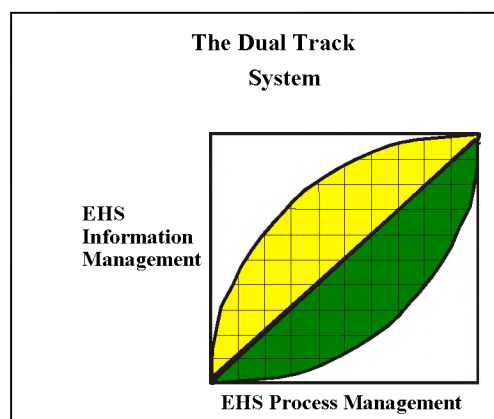 The Dual Track
System
EHS
Information
Management
EHS Process Management